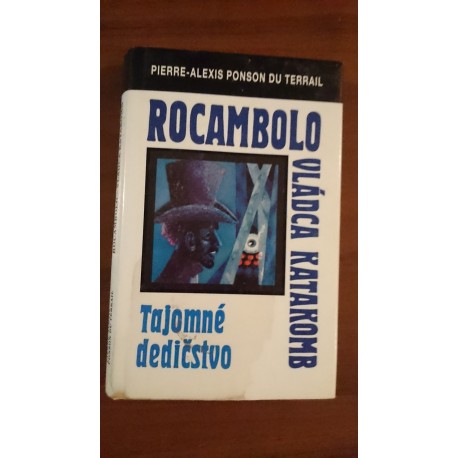 PIERRE-ALEXIS PONSON DU TERRAIL
ROCAMBOLO
VLÁDCA KATAKOMB
Tajomné
dedičstvo